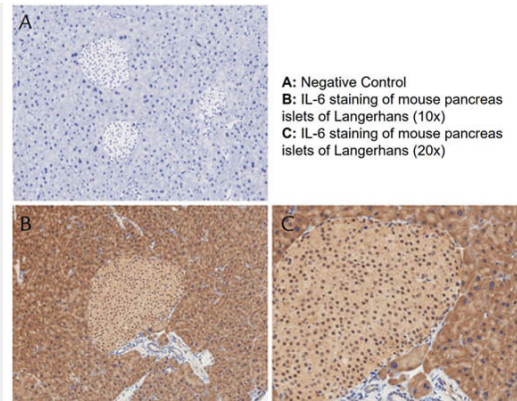 A
A: Negative Control
B: IL-6 staining of mouse pancreas
islets of Langerhans (10x)
C: IL-6 staining of mouse pancreas
islets of Langerhans (20x)
B
C